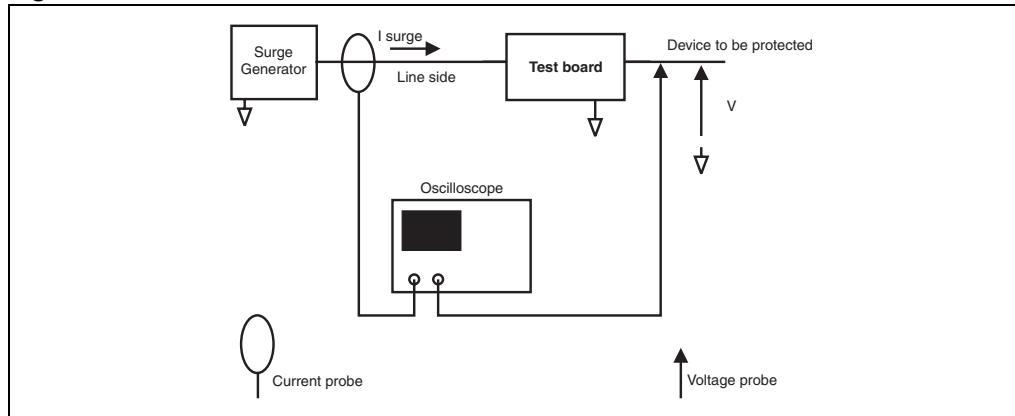 I surge
Surge
Generator
Line side
Test board
Device to be protected
V
Oscilloscope
Current probe
Voltage probe